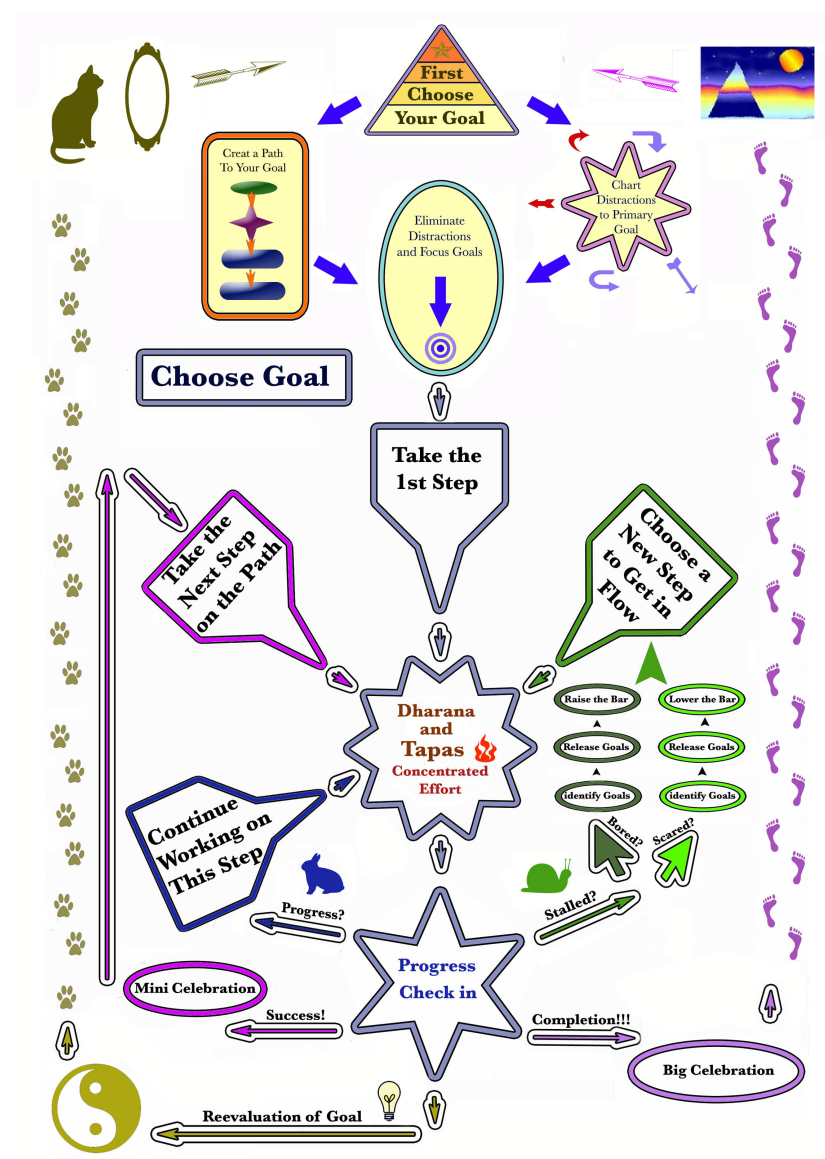 First
Choose
Your Goal
Creat a Path
To Your Goal
Chart
Distractions
to Primary
Goal
Eliminate
Distractions
and Focus Goals
Choose Goal
Take the
1st Step
Take the
Next Step
on the Path
Choose a
New Step
to Get in
Flow
Dharana
and
Tapas
Concentrated
Effort
Raise the Bar
Lower the Bar
Release Goals
Release Goals
identify Goals
identify Goals
Bored?
Scared?
Continue
Working on
This Step
Progress?
Stalled?
Progress
Check in
Mini Celebration
Success!
Completion!!!
Big Celebration
Reevaluation of Goal